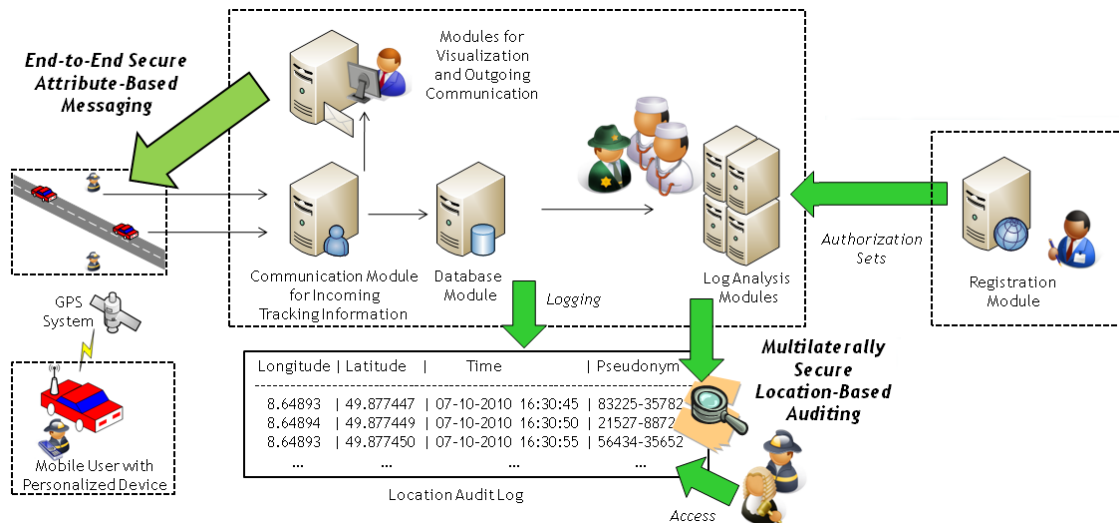 End-to-End Secure
Attribute-Based
Messaging
Modules for
Visualization
and Outgoing
Communication
Communication Module
for Incoming
Tracking Information
Database
Module
Log Analysis
Modules
Authorization
Sets
Registration
Module
GPS
System
Logging
Mobile User with
Personalized Device
Multilaterally
Secure
Location-Based
Auditing
Longitude | Latitude | Time | Pseudonym
8.64893 | 49.877447 | 07-10-2010 16:30:45 | 83225-35782
8.64894 | 49.877449 | 07-10-2010 16:30:50 | 21527-8872
8.64893 | 49.877450 | 07-10-2010 16:30:55 | 56434-35652
... ... ... ...
Location Audit Log
Access